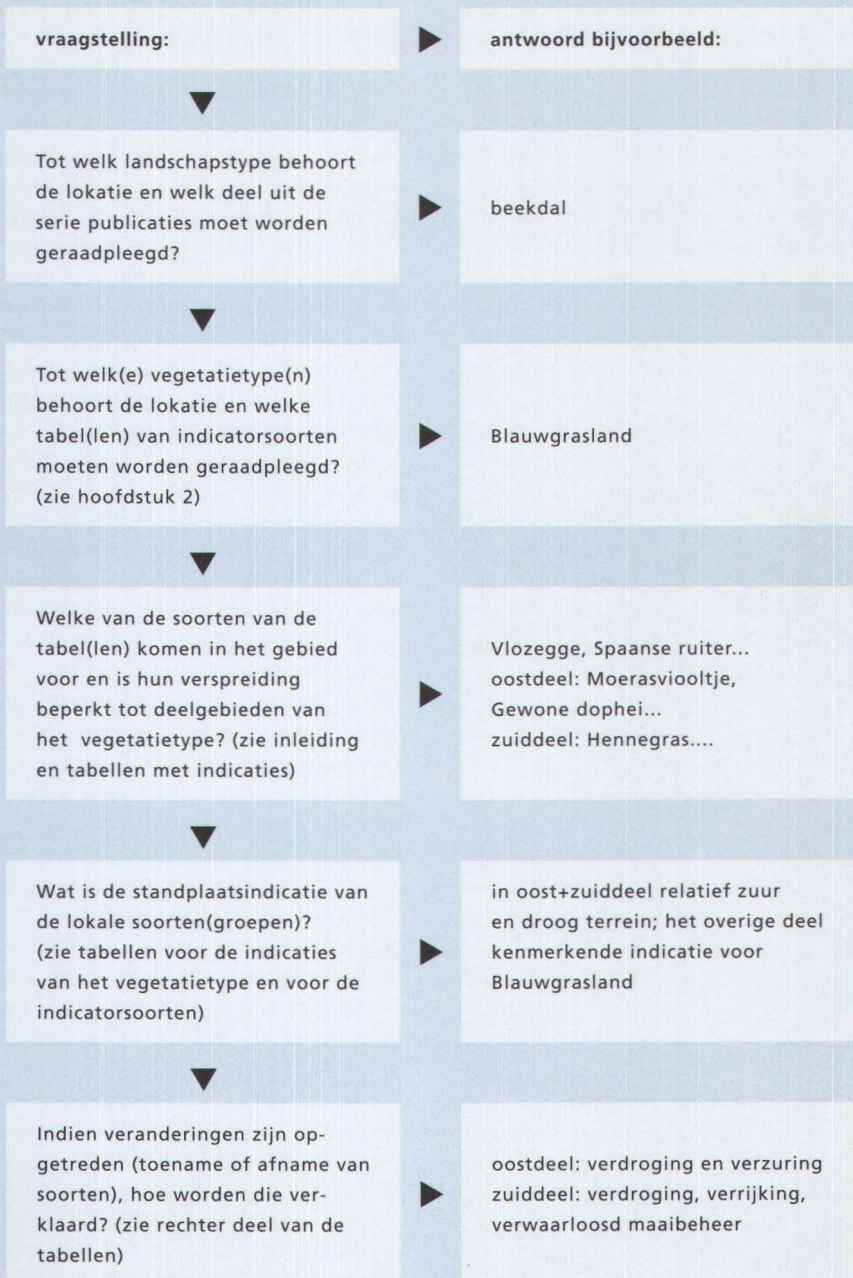 vraagstelling:
antwoord bijvoorbeeld:
Tot welk landschapstype behoort
de lokatie en welk deel uit de
serie publicaties moet worden
geraadpleegd?
beekdal
Tot welk(e) vegetatietype(n)
behoort de lokatie en welke
tabel(len) van indicatorsoorten
moeten worden geraadpleegd?
(zie hoofdstuk 2)
Blauwgrasland
Welke van de soorten van de
tabel(len) komen in het gebied
voor en is hun verspreiding
beperkt tot deelgebieden van
het vegetatietype? (zie inleiding
en tabellen met indicaties)
Vlozegge, Spaanse ruiter...
oostdeel: Moerasviooltje,
Gewone dophei...
zuiddeel: Hennegras....
Wat is de standplaatsindicatie van
de lokale soorten(groepen)?
(zie tabellen voor de indicaties
van het vegetatietype en voor de
indicatorsoorten)
in oost+zuiddeel relatief zuur
en droog terrein; het overige deel
kenmerkende indicatie voor
Blauwgrasland
Indien veranderingen zijn op-
getreden (toename of afname van
soorten), hoe worden die ver-
klaard? (zie rechter deel van de
tabellen)
oostdeel: verdroging en verzuring
zuiddeel: verdroging, verrijking,
verwaarloosd maaibeheer